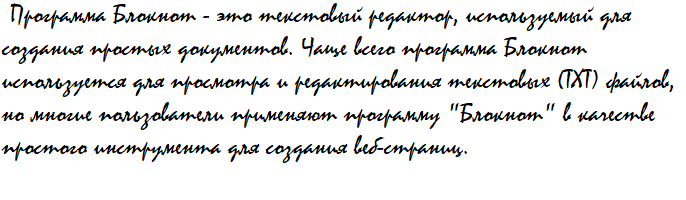 Программа Блокнот - это текстовый редактор, используемый для
создания простых документов. Чаще всего программа Блокнот
используется для просмотра и редактирования текстовых (TXT) файлов,
но многие пользователи применяют программу "Блокнот" в качестве
простого инструмента для создания веб-страниц.